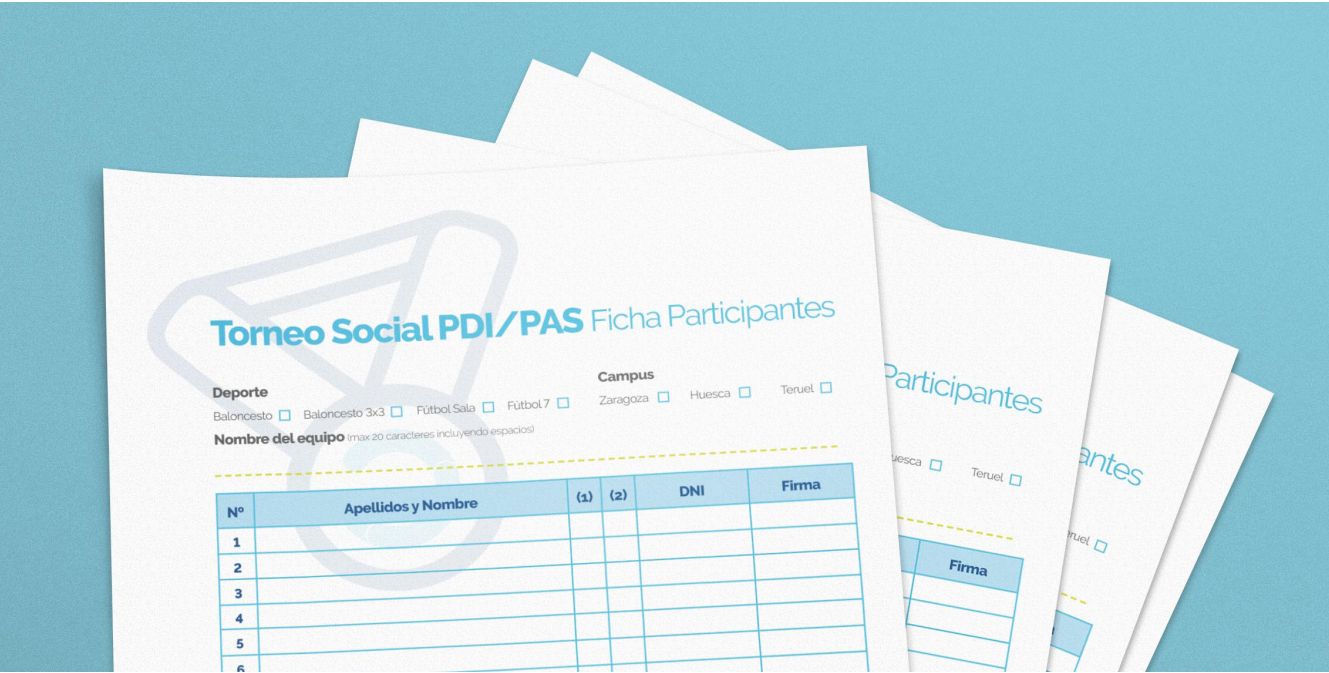 Torneo Social PDI/PAS Ficha Participantes
Deporte
Campus
Baloncesto Baloncesto 3x3 Fútbol Sala Fútbol 7 Zaragoza Huesca Teruel
Nombre del equipo (max 20 caracteres incluyendo espacios)
Nº Apellidos y Nombre (1) (2) DNI Firma
1
2
3
4
5
6
Participantes
uesca Teruel
Firma
antes
eruel